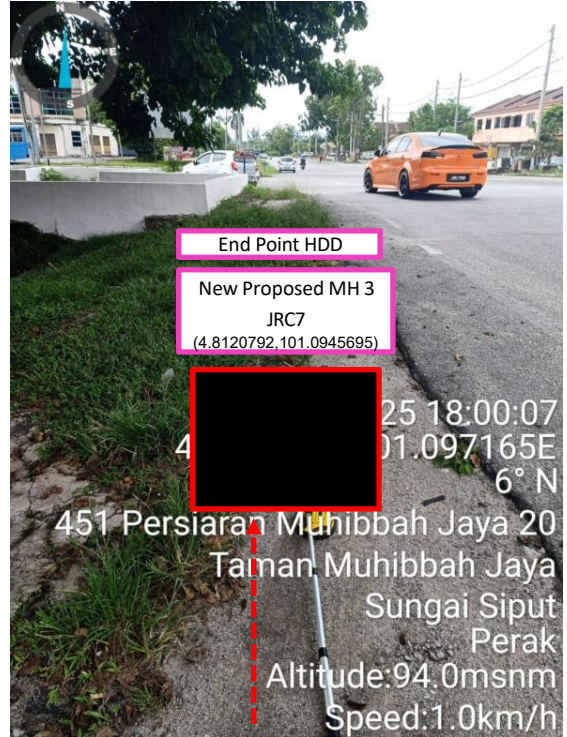 N
W E
S
End Point HDD
New Proposed MH 3
JRC7
(4.8120792,101.0945695)
25 18:00:07
4 01.097165E
6° N
451 Persiaran Muhibbah Jaya 20
Taman Muhibbah Jaya
Sungai Siput
Perak
Altitude:94.0msnm
Speed:1.0km/h